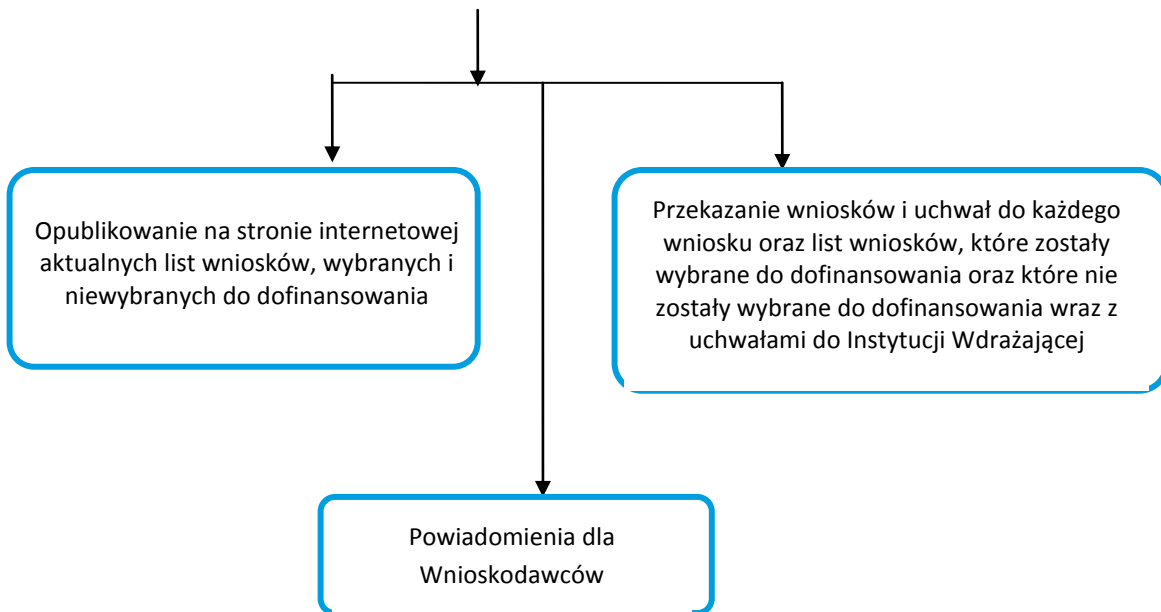 Opublikowanie na stronie internetowej
aktualnych list wniosków, wybranych i
niewybranych do dofinansowania
Przekazanie wniosków i uchwał do każdego
wniosku oraz list wniosków, które zostały
wybrane do dofinansowania oraz które nie
zostały wybrane do dofinansowania wraz z
uchwałami do Instytucji Wdrażającej
Powiadomienia dla
Wnioskodawców